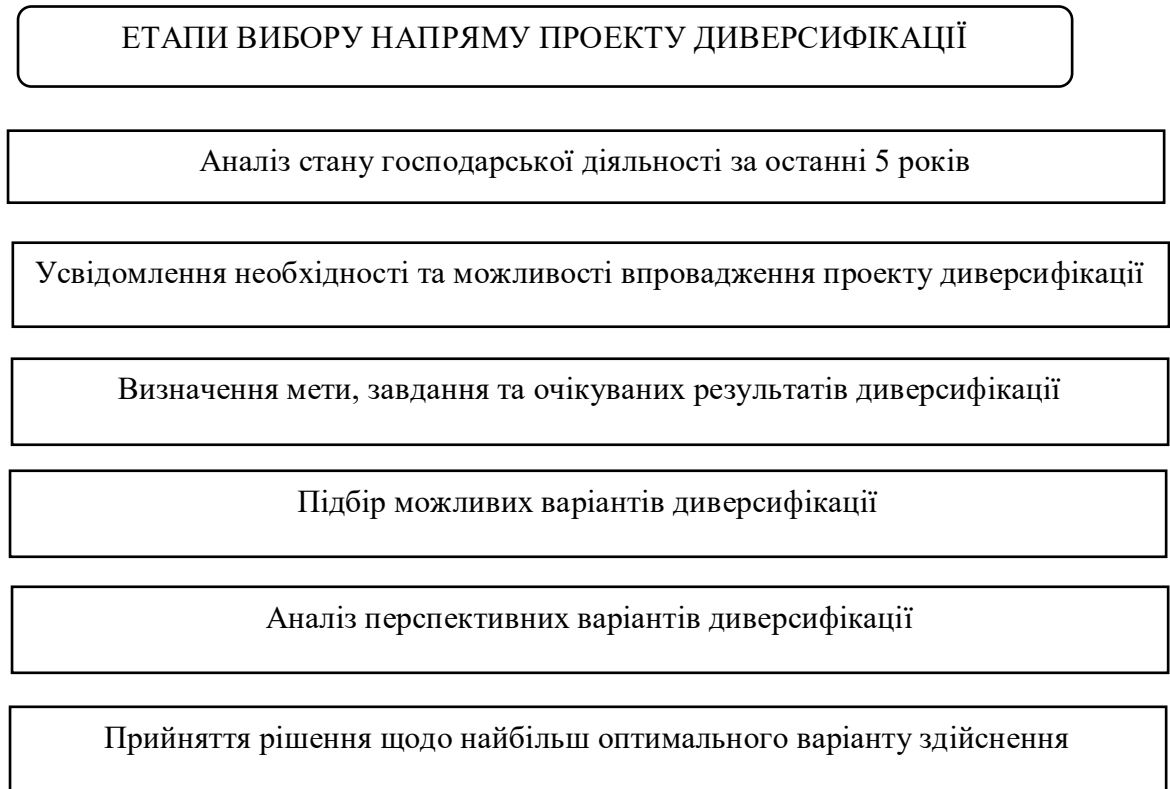 ЕТАПИ ВИБОРУ НАПРЯМУ ПРОЕКТУ ДИВЕРСИФІКАЦІЇ
Аналіз стану господарської діяльності за останні 5 років
Усвідомлення необхідності та можливості впровадження проекту диверсифікації
Визначення мети, завдання та очікуваних результатів диверсифікації
Підбір можливих варіантів диверсифікації
Аналіз перспективних варіантів диверсифікації
Прийняття рішення щодо найбільш оптимального варіанту здійснення